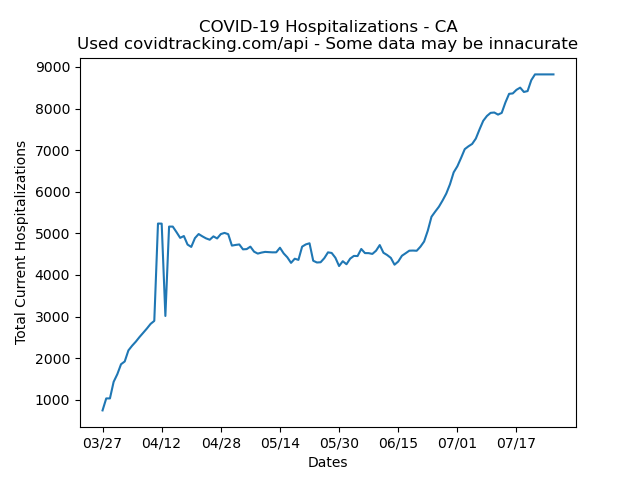 COVID-19 Hospitalizations - CA
Used covidtracking.com/api - Some data may be innacurate
9000
8000
7000
6000
5000
4000
3000
2000
1000
Total Current Hospitalizations
03/27 04/12 04/28 05/14 05/30 06/15 07/01 07/17
Dates